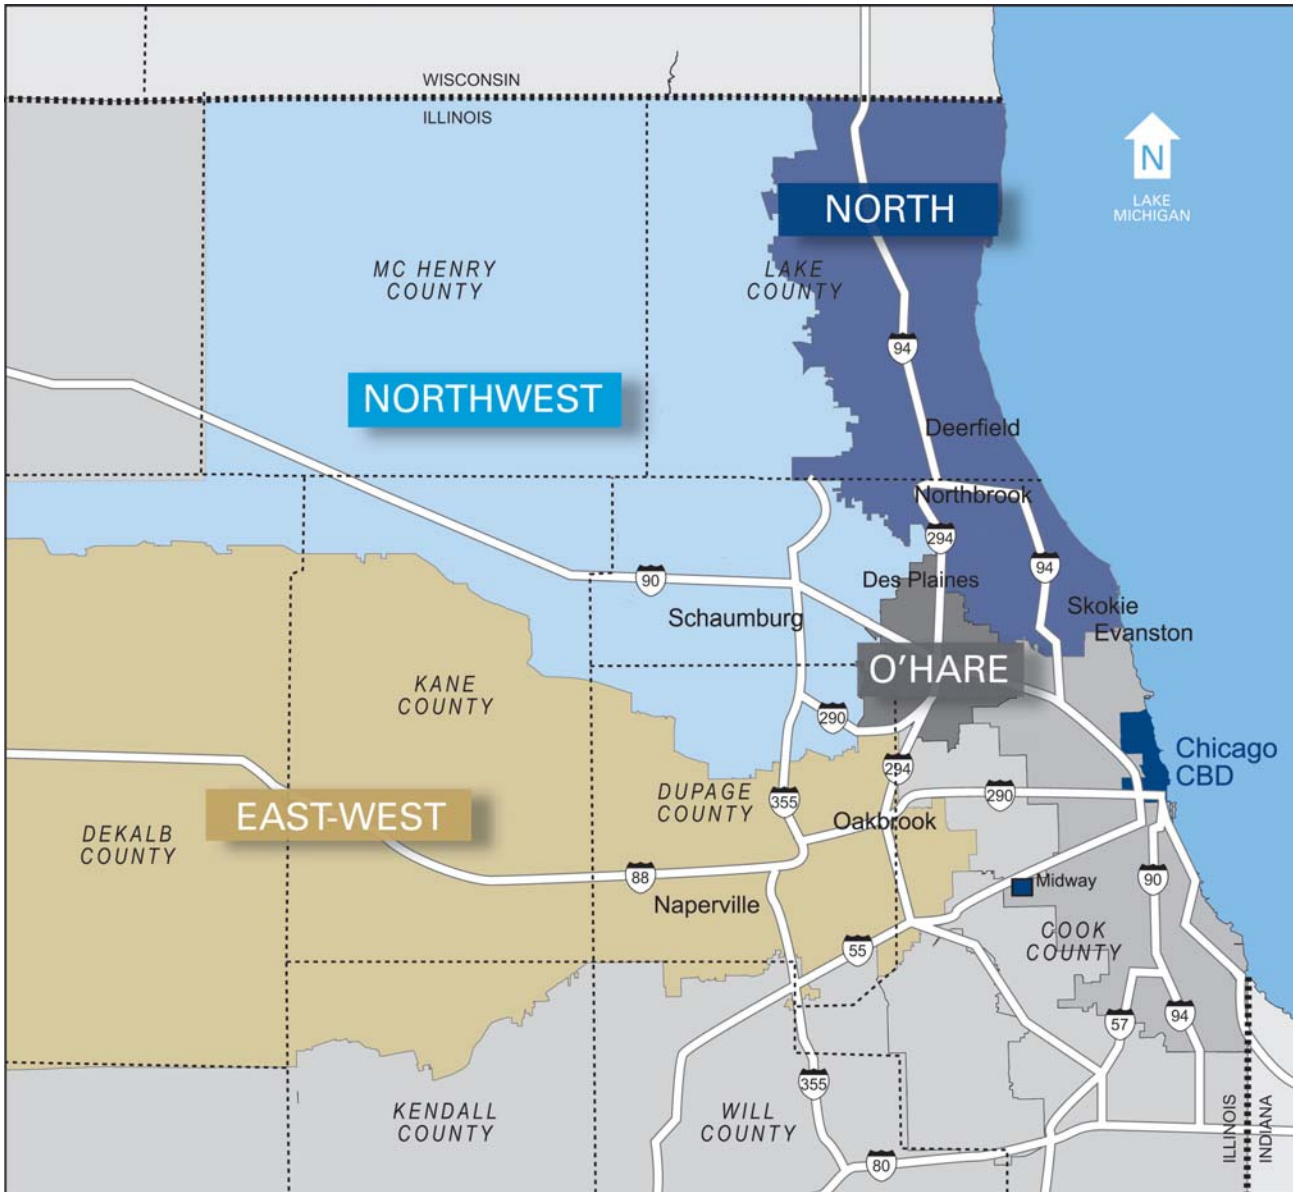 WISCONSIN
ILLINOIS
N
LAKE
MICHIGAN
NORTH
MC HENRY
COUNTY
LAKE
COUNTY
94
NORTHWEST
Deerfield
Northbrook
294
94
90
Des Plaines
Schaumburg
Skokie
Evanston
O'HARE
KANE
COUNTY
290
Chicago
CBD
294
DUPAGE
COUNTY
355
290
EAST-WEST
Oakbrook
DEKALB
COUNTY
88
Midway
90
Naperville
COOK
COUNTY
55
57
94
355
KENDALL
COUNTY
WILL
COUNTY
80
ILLINOIS
INDIANA